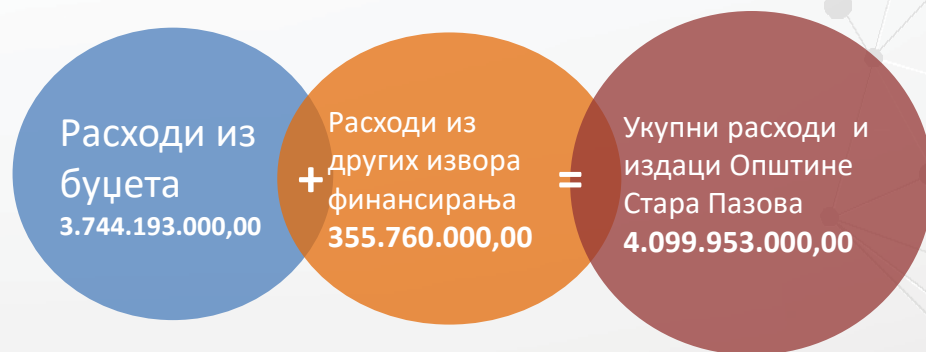 Расходи из
буџета
3.744.193.000,00
+
Расходи из
других извора
финансирања
355.760.000,00
=
Укупни расходи и
издаци Општине
Стара Пазова
4.099.953.000,00